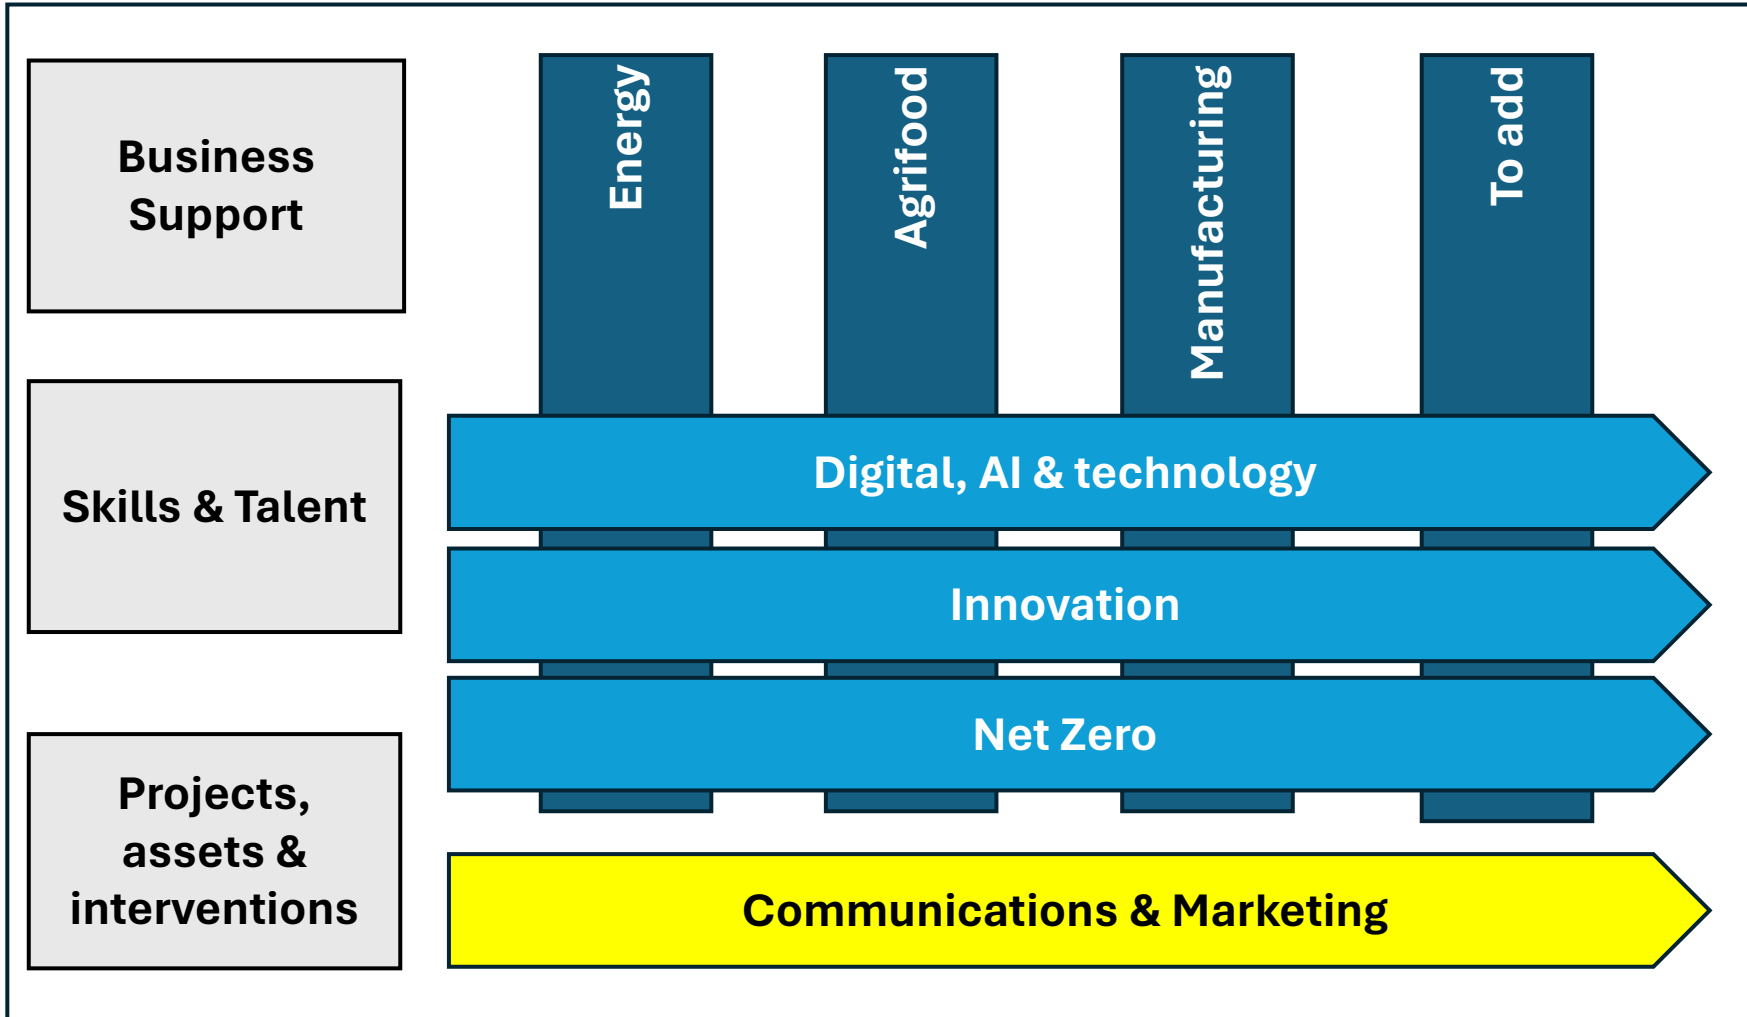 Business
Support
Skills & Talent
Projects,
assets &
interventions
Energy
Agrifood
Manufacturing
To add
Digital, AI & technology
Innovation
Net Zero
Communications & Marketing